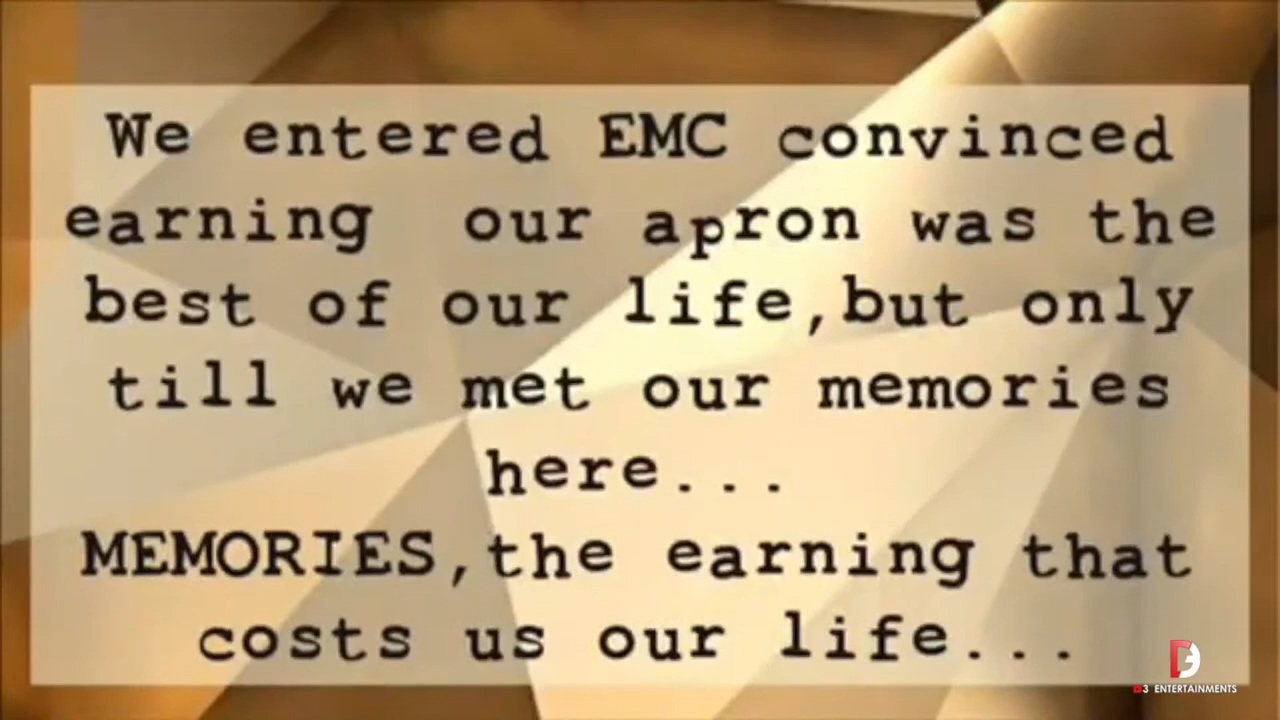 We entered EMC convinced
earning our apron was the
best of our life,but only
till we met our memories
here...
MEMORIES,the earning that
costs us our life...
D3 ENTERTAINMENTS